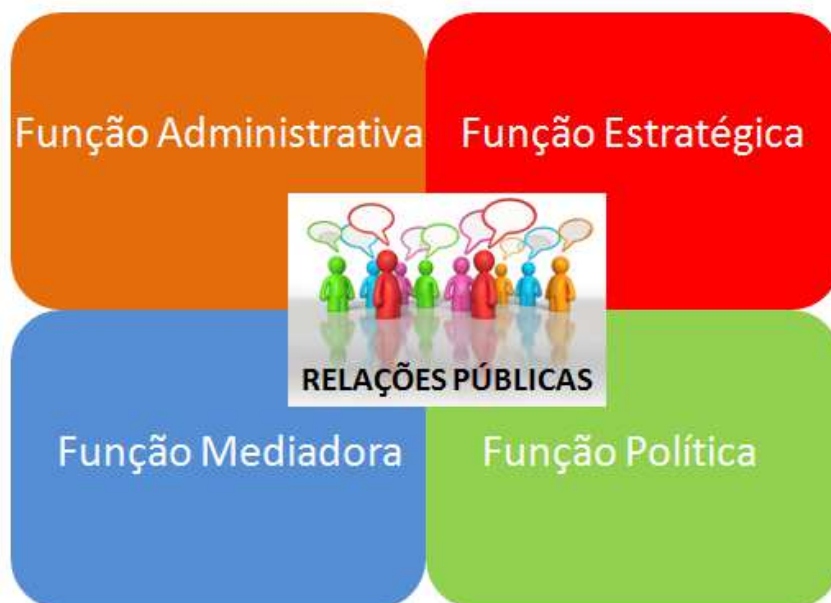 Função Administrativa
Função Estratégica
RELAÇÕES PÚBLICAS
Função Mediadora
Função Política